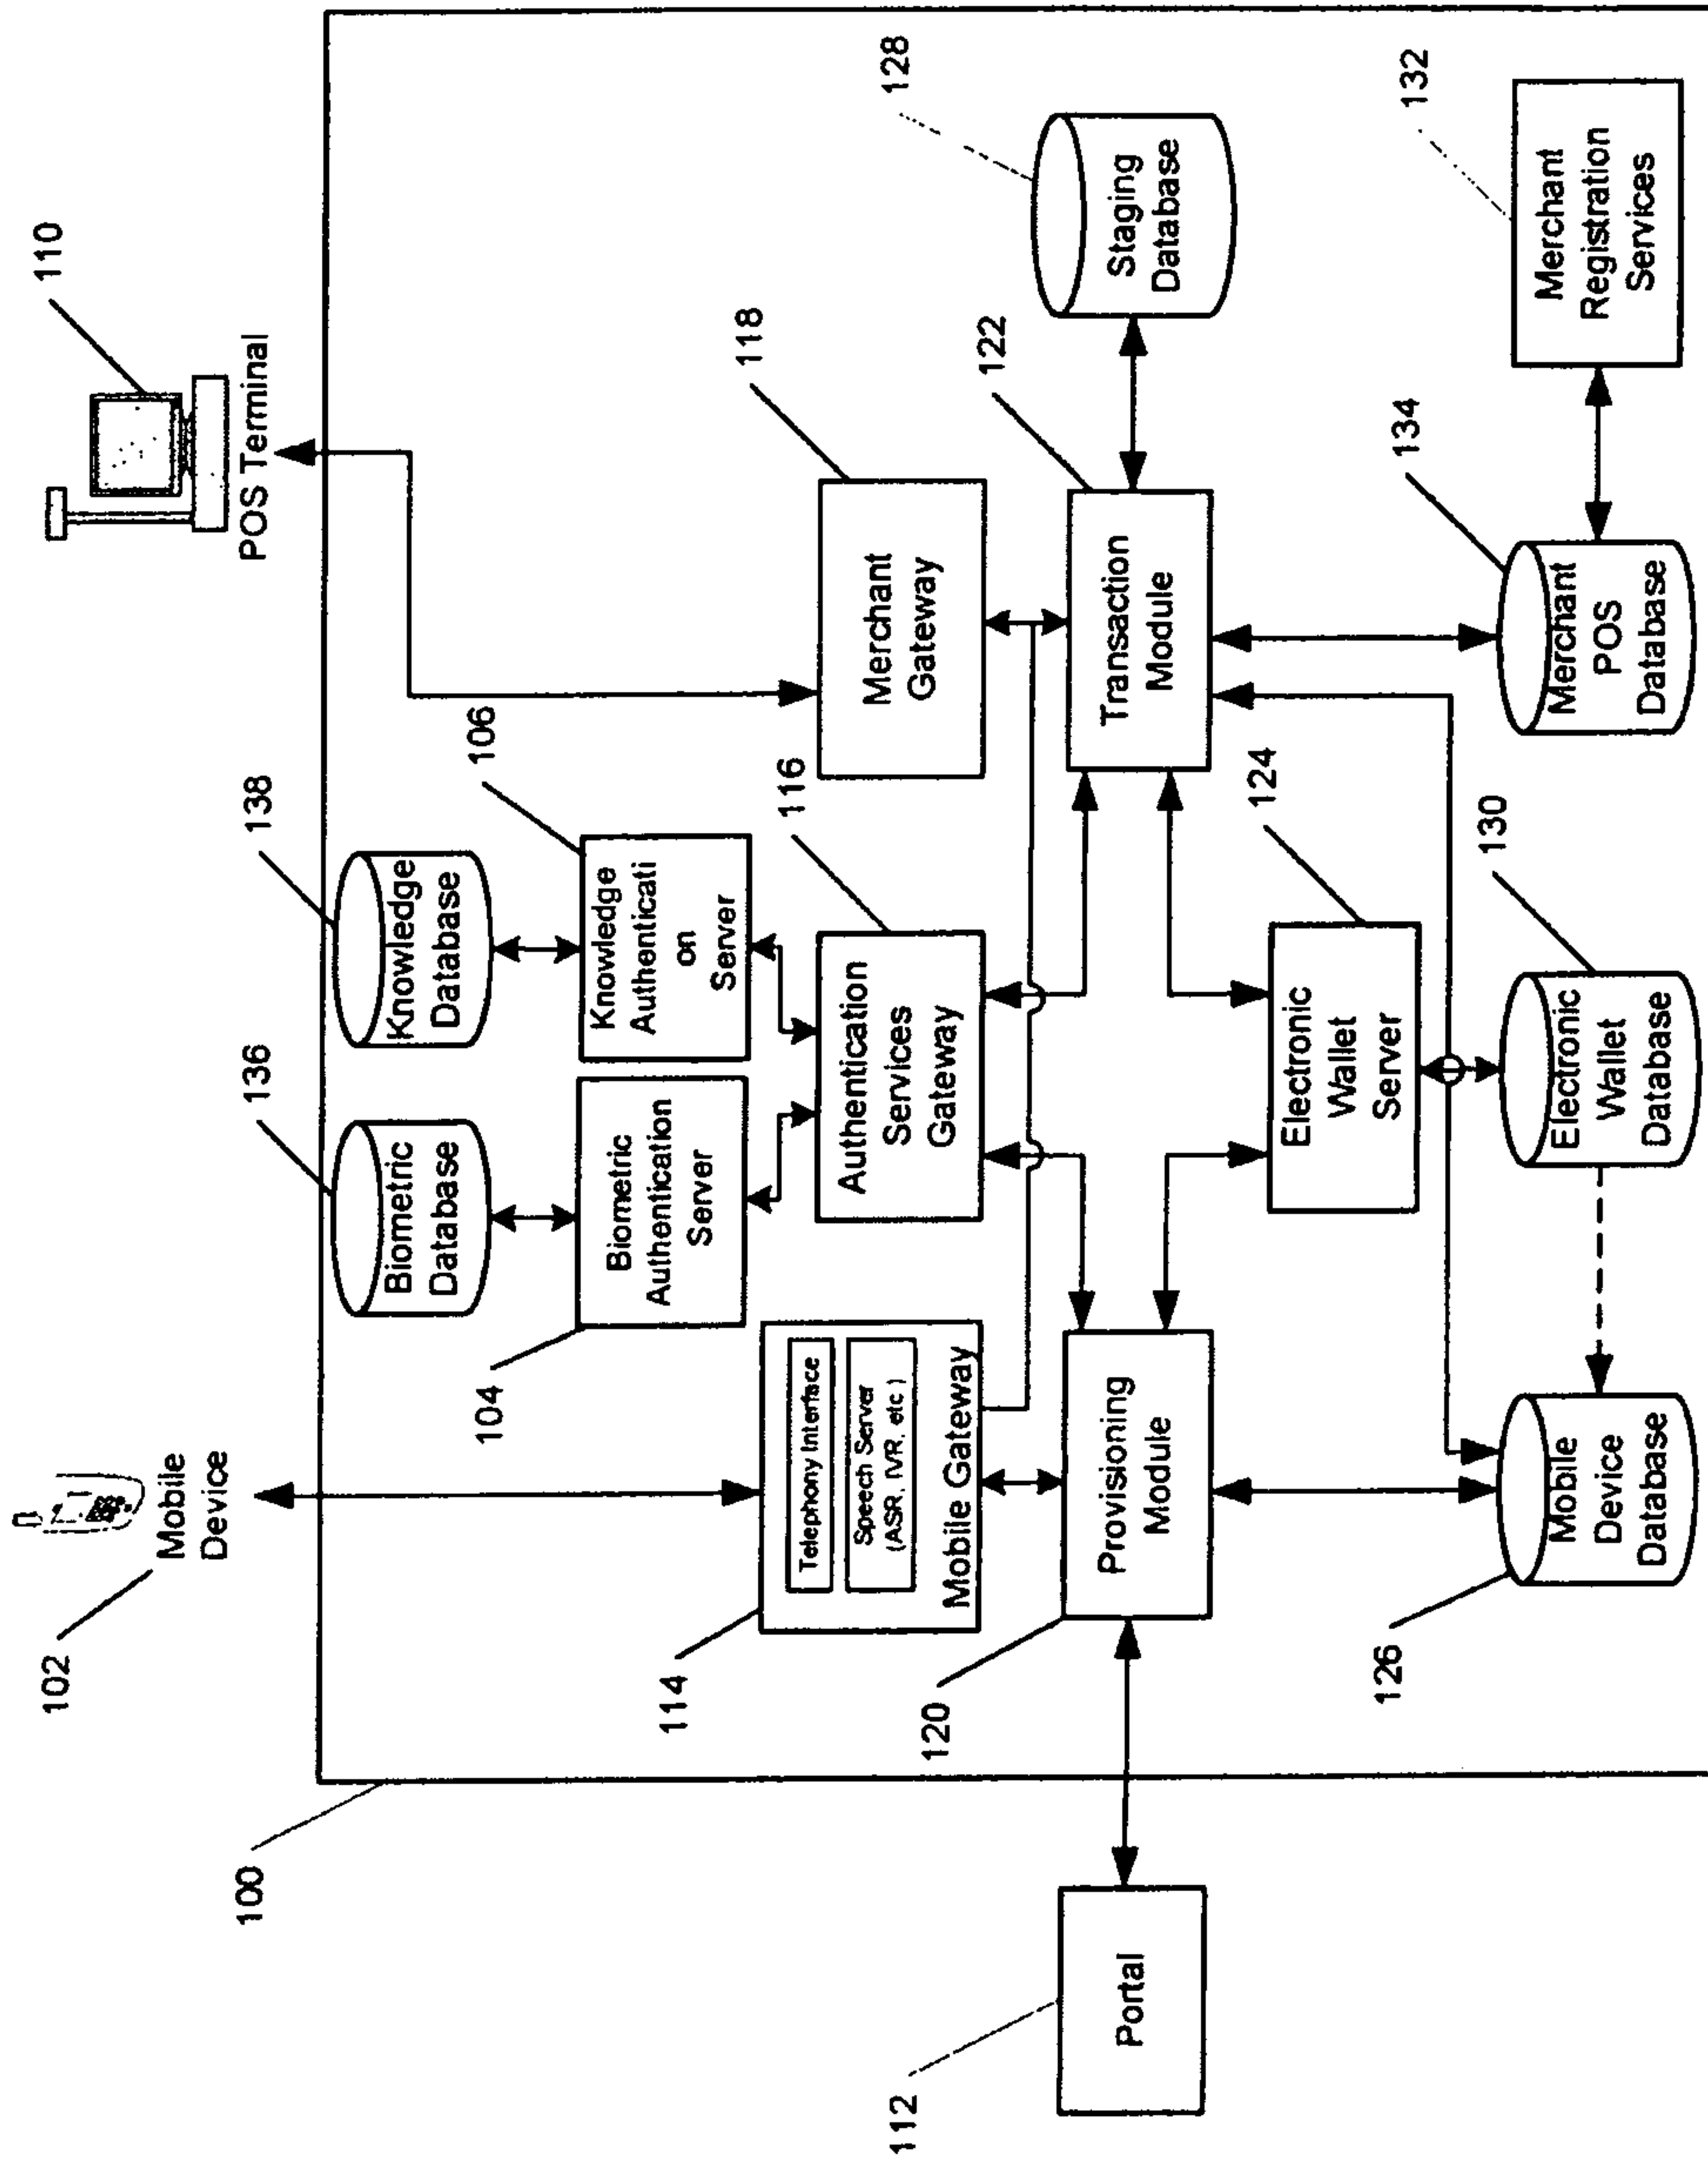 102
Mobile
Device
110
POS Terminal
100
136
Biometric
Database
138
Knowledge
Database
104
Biometric
Authentication
Server
106
Knowledge
Authenticati
on
Server
114
Telephony Interface
Speech Server
(ASR, IVR, etc )
Mobile Gateway
116
Authentication
Services
Gateway
118
Merchant
Gateway
112
Portal
120
Provisioning
Module
122
Transaction
Module
128
Staging
Database
124
Electronic
Wallet
Server
126
Mobile
Device
Database
130
Electronic
Wallet
Database
134
Merchant
POS
Database
132
Merchant
Registration
Services